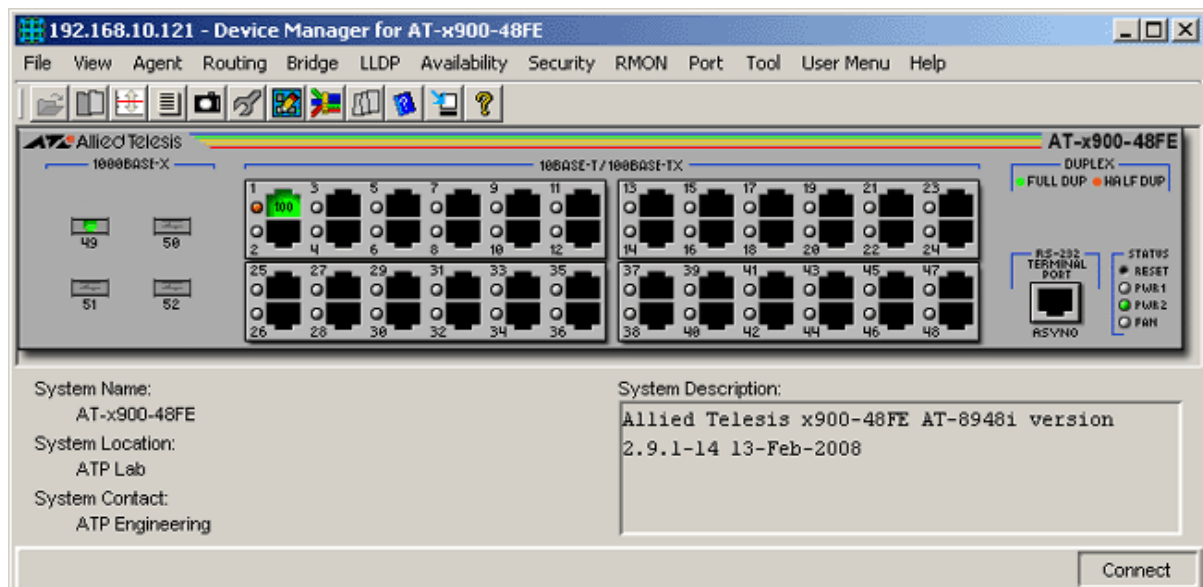 192.168.10.121 - Device Manager for AT-x900-48FE
File View Agent Routing Bridge LLDP Availability Security RMON Port Tool User Menu Help
Allied Telesis
AT-x900-48FE
1000BASE-X
10BASE-T/100BASE-TX
DUPLEX
FULL DUP HALF DUP
1 3 5 7 9 11 13 15 17 19 21 23
100
49 50
2 4 6 8 10 12 14 16 18 20 22 24
25 27 29 31 33 35 37 39 41 43 45 47
51 52
26 28 30 32 34 36 38 40 42 44 46 48
RS-232
TERMINAL
PORT
ASYN0
STATUS
RESET
PWR1
PWR2
FAN
System Name:
AT-x900-48FE
System Location:
ATP Lab
System Contact:
ATP Engineering
System Description:
Allied Telesis x900-48FE AT-8948i version
2.9.1-14 13-Feb-2008
Connect